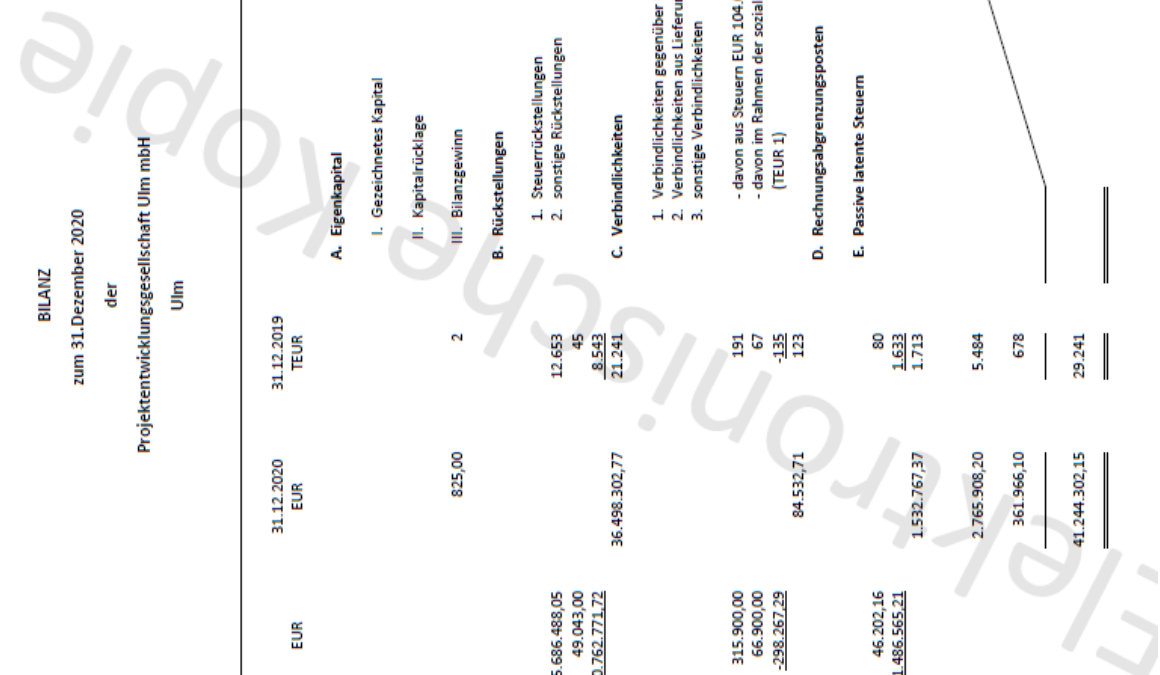 BILANZ
zum 31.Dezember 2020
der
Projektentwicklungsgesellschaft Ulm mbH
Ulm
31.12.2020 31.12.2019
EUR EUR TEUR
A. Eigenkapital
I. Gezeichnetes Kapital
II. Kapitalrücklage
825,00 2 III. Bilanzgewinn
B. Rückstellungen
1. Steuerrückstellungen
5.686.488,05 12.653 2. sonstige Rückstellungen
49.043,00 45
0.762.771,72 8.543
36.498.302,77 21.241 C. Verbindlichkeiten
1. Verbindlichkeiten gegenüber
2. Verbindlichkeiten aus Lieferu
3. sonstige Verbindlichkeiten
315.900,00 191 - davon aus Steuern EUR 104.
66.900,00 67 - davon im Rahmen der sozial
-298.267,29 -135 (TEUR 1)
84.532,71 123
D. Rechnungsabgrenzungsposten
E. Passive latente Steuern
46.202,16 80
1.486.565,21 1.633
1.532.767,37 1.713
2.765.908,20 5.484
361.966,10 678
41.244.302,15 29.241
Elektronische Kopie